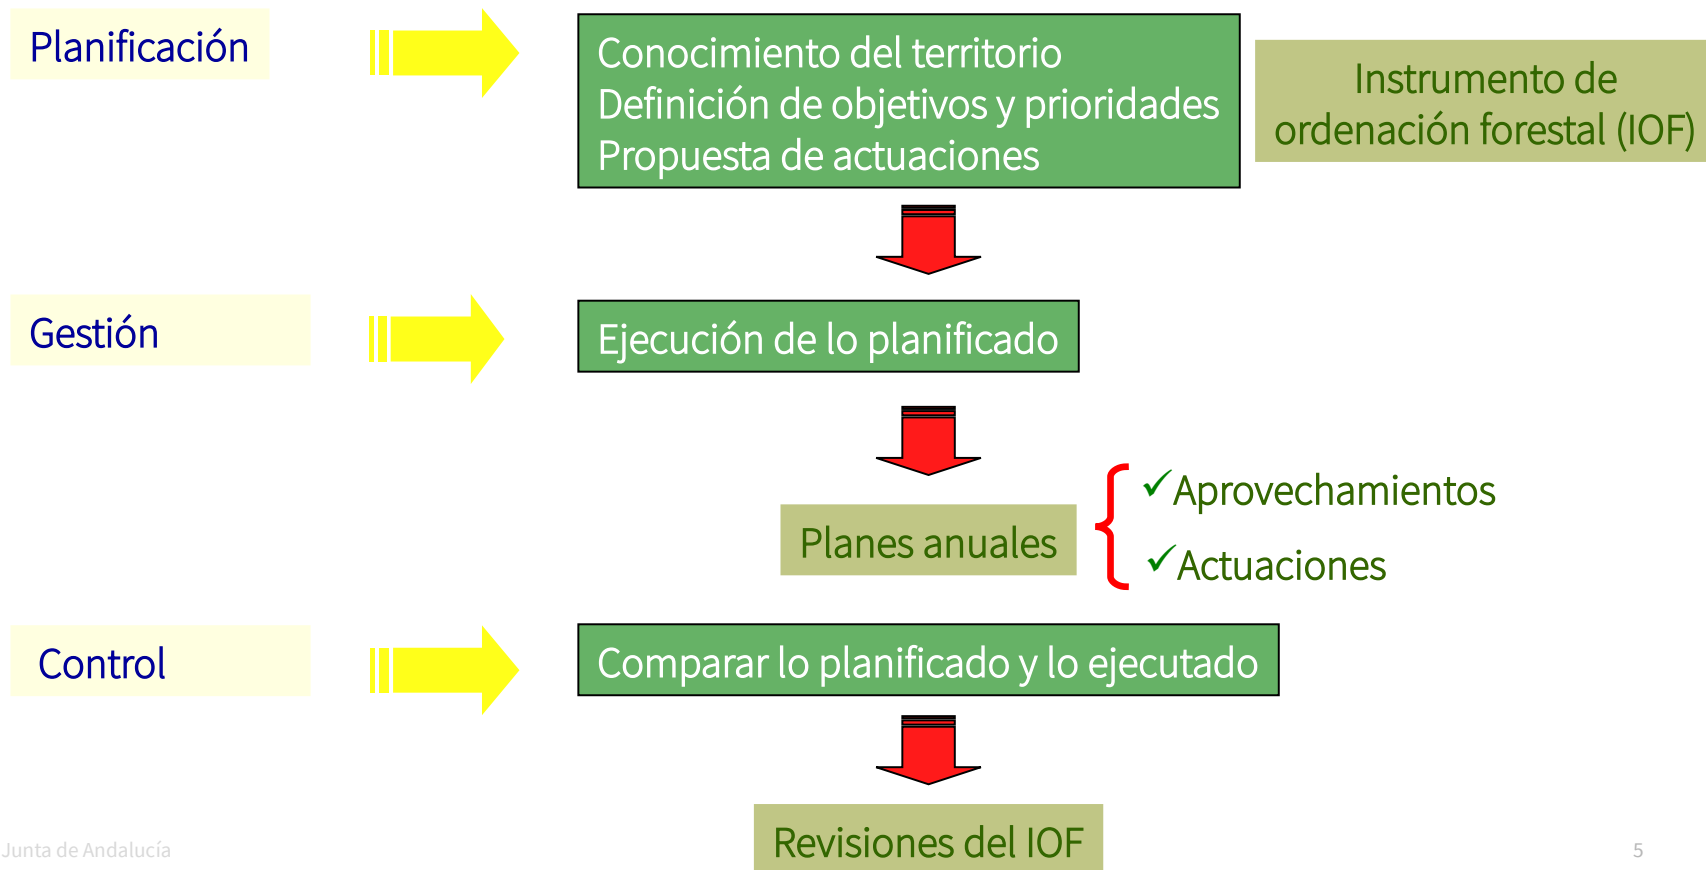 Planificación
Conocimiento del territorio
Definición de objetivos y prioridades
Propuesta de actuaciones
Instrumento de
ordenación forestal (IOF)
Gestión
Ejecución de lo planificado
Planes anuales
✓Aprovechamientos
✓Actuaciones
Control
Comparar lo planificado y lo ejecutado
Revisiones del IOF
Junta de Andalucía
5